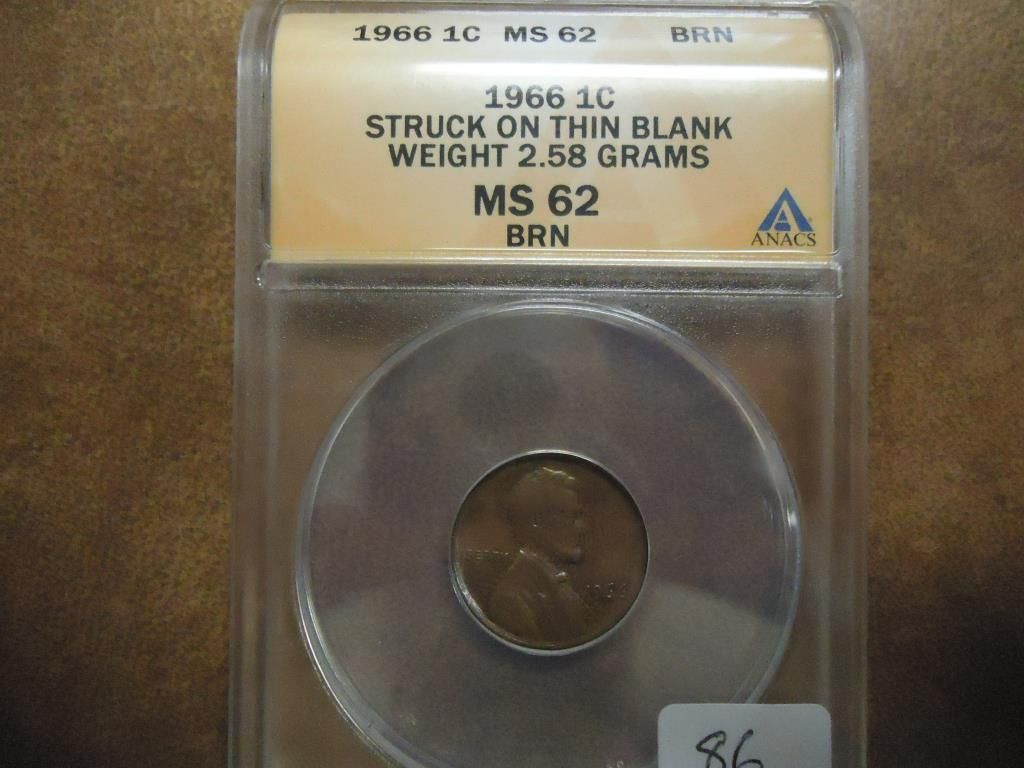 1966 1C MS 62 BRN
1966 1C
STRUCK ON THIN BLANK
WEIGHT 2.58 GRAMS
MS 62
BRN
ANACS
LIBERTY
1966
86